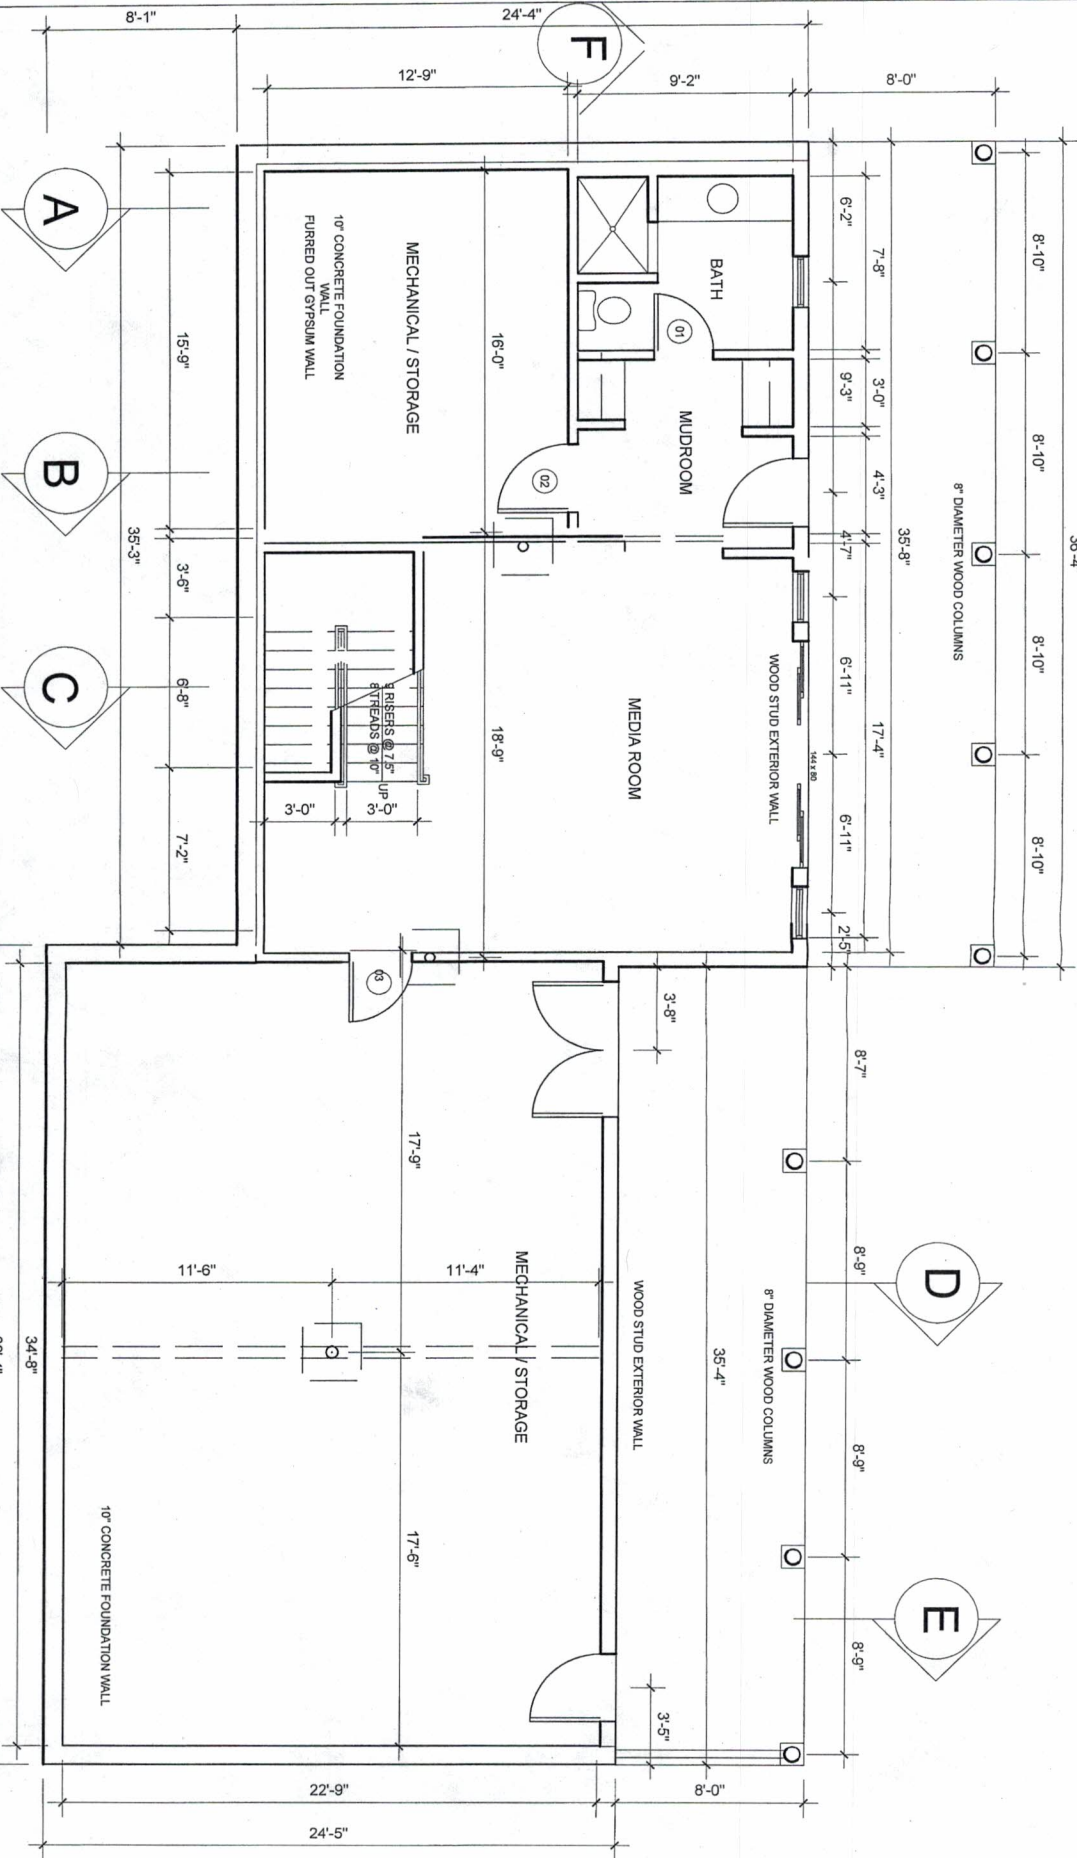 8'-1"
24'-4"
12'-9"
9'-2"
8'-0"
F
A
B
C
D
E
35'-3"
15'-9"
3'-6"
6'-8"
7'-2"
10" CONCRETE FOUNDATION
WALL
FURRED OUT GYPSUM WALL
MECHANICAL / STORAGE
16'-0"
BATH
01
MUDROOM
02
6'-2"
7'-8"
9'-3"
3'-0"
4'-3"
4'-7"
35'-8"
8'-10"
8'-10"
8'-10"
8'-10"
8" DIAMETER WOOD COLUMNS
9 RISERS @ 7.5"
8 TREADS @ 10"
UP
3'-0"
3'-0"
18'-9"
MEDIA ROOM
WOOD STUD EXTERIOR WALL
144 x 80
6'-11"
6'-11"
17'-4"
2'-5"
03
3'-8"
8'-7"
8'-9"
8'-9"
8'-9"
17'-9"
11'-6"
11'-4"
MECHANICAL / STORAGE
WOOD STUD EXTERIOR WALL
35'-4"
8" DIAMETER WOOD COLUMNS
34'-8"
10" CONCRETE FOUNDATION WALL
17'-6"
3'-5"
22'-9"
8'-0"
24'-5"